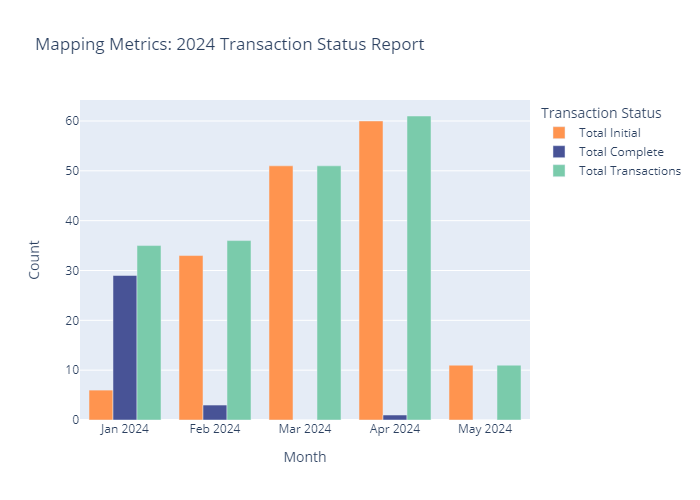 Mapping Metrics: 2024 Transaction Status Report
Transaction Status
Total Initial
Total Complete
Total Transactions
Count
60
50
40
30
20
10
0
Jan 2024 Feb 2024 Mar 2024 Apr 2024 May 2024
Month